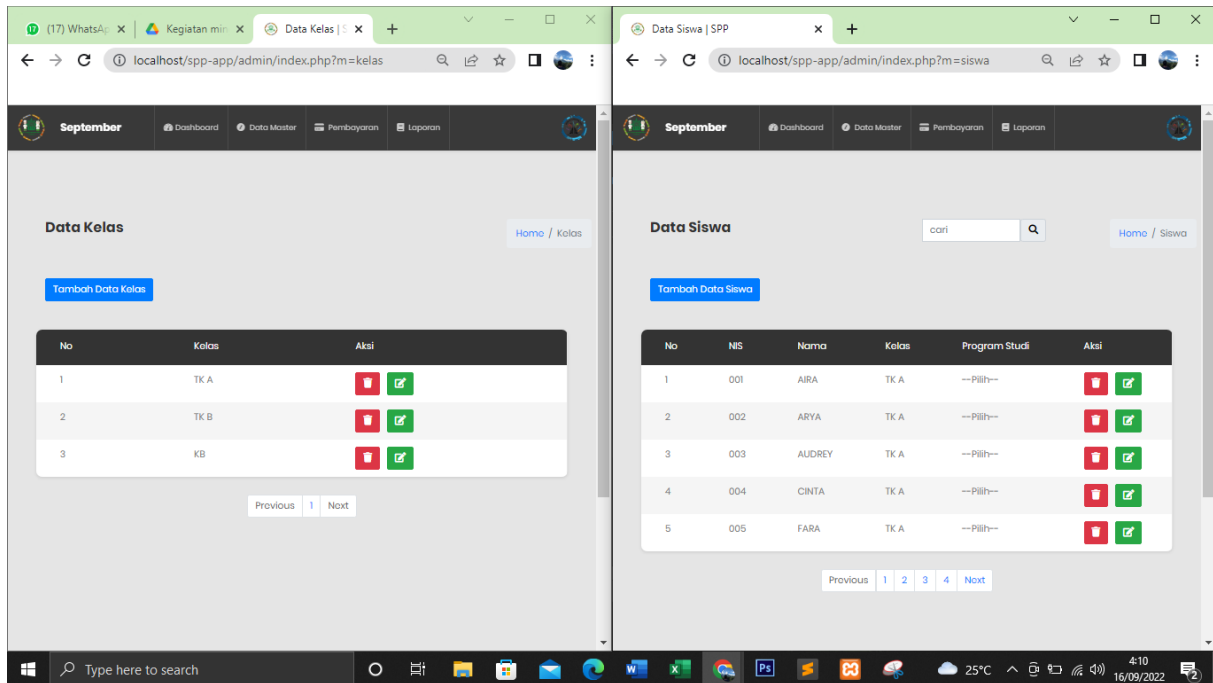 (17) WhatsAp
Kegiatan min
Data Kelas | S
localhost/spp-app/admin/index.php?m=kelas
September
Dashboard
Data Master
Pembayaran
Laporan
Data Kelas
Home / Kelas
Tambah Data Kelas
No Kelas Aksi
1 TK A
2 TK B
3 KB
Previous 1 Next
Data Siswa | SPP
localhost/spp-app/admin/index.php?m=siswa
September
Dashboard
Data Master
Pembayaran
Laporan
Data Siswa
cari
Home / Siswa
Tambah Data Siswa
No NIS Nama Kelas Program Studi Aksi
1 001 AIRA TK A --Pilih--
2 002 ARYA TK A --Pilih--
3 003 AUDREY TK A --Pilih--
4 004 CINTA TK A --Pilih--
5 005 FARA TK A --Pilih--
Previous 1 2 3 4 Next
Type here to search
Ps
25°C
4:10
16/09/2022
2